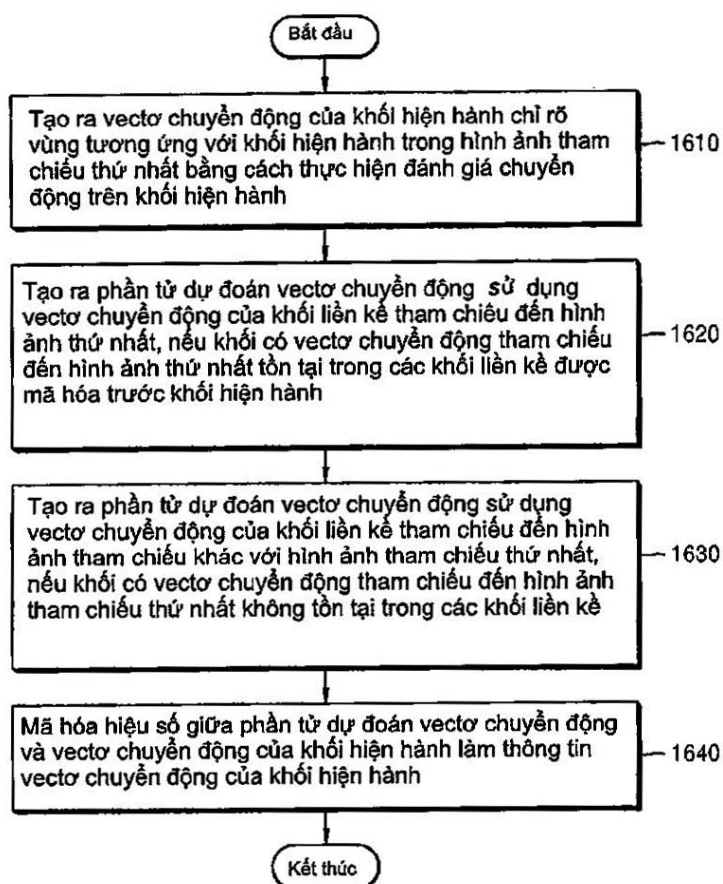 Bắt đầu
Tạo ra vectơ chuyển động của khối hiện hành chỉ rõ
vùng tương ứng với khối hiện hành trong hình ảnh tham
chiếu thứ nhất bằng cách thực hiện đánh giá chuyển
động trên khối hiện hành
1610
Tạo ra phần tử dự đoán vectơ chuyển động sử dụng
vectơ chuyển động của khối liền kề tham chiếu đến hình
ảnh thứ nhất, nếu khối có vectơ chuyển động tham chiếu
đến hình ảnh thứ nhất tồn tại trong các khối liền kề được
mã hóa trước khối hiện hành
1620
Tạo ra phần tử dự đoán vectơ chuyển động sử dụng
vectơ chuyển động của khối liền kề tham chiếu đến hình
ảnh tham chiếu khác với hình ảnh tham chiếu thứ nhất,
nếu khối có vectơ chuyển động tham chiếu đến hình ảnh
tham chiếu thứ nhất không tồn tại trong các khối liền kề
1630
Mã hóa hiệu số giữa phần tử dự đoán vectơ chuyển động
và vectơ chuyển động của khối hiện hành làm thông tin
vectơ chuyển động của khối hiện hành
1640
Kết thúc